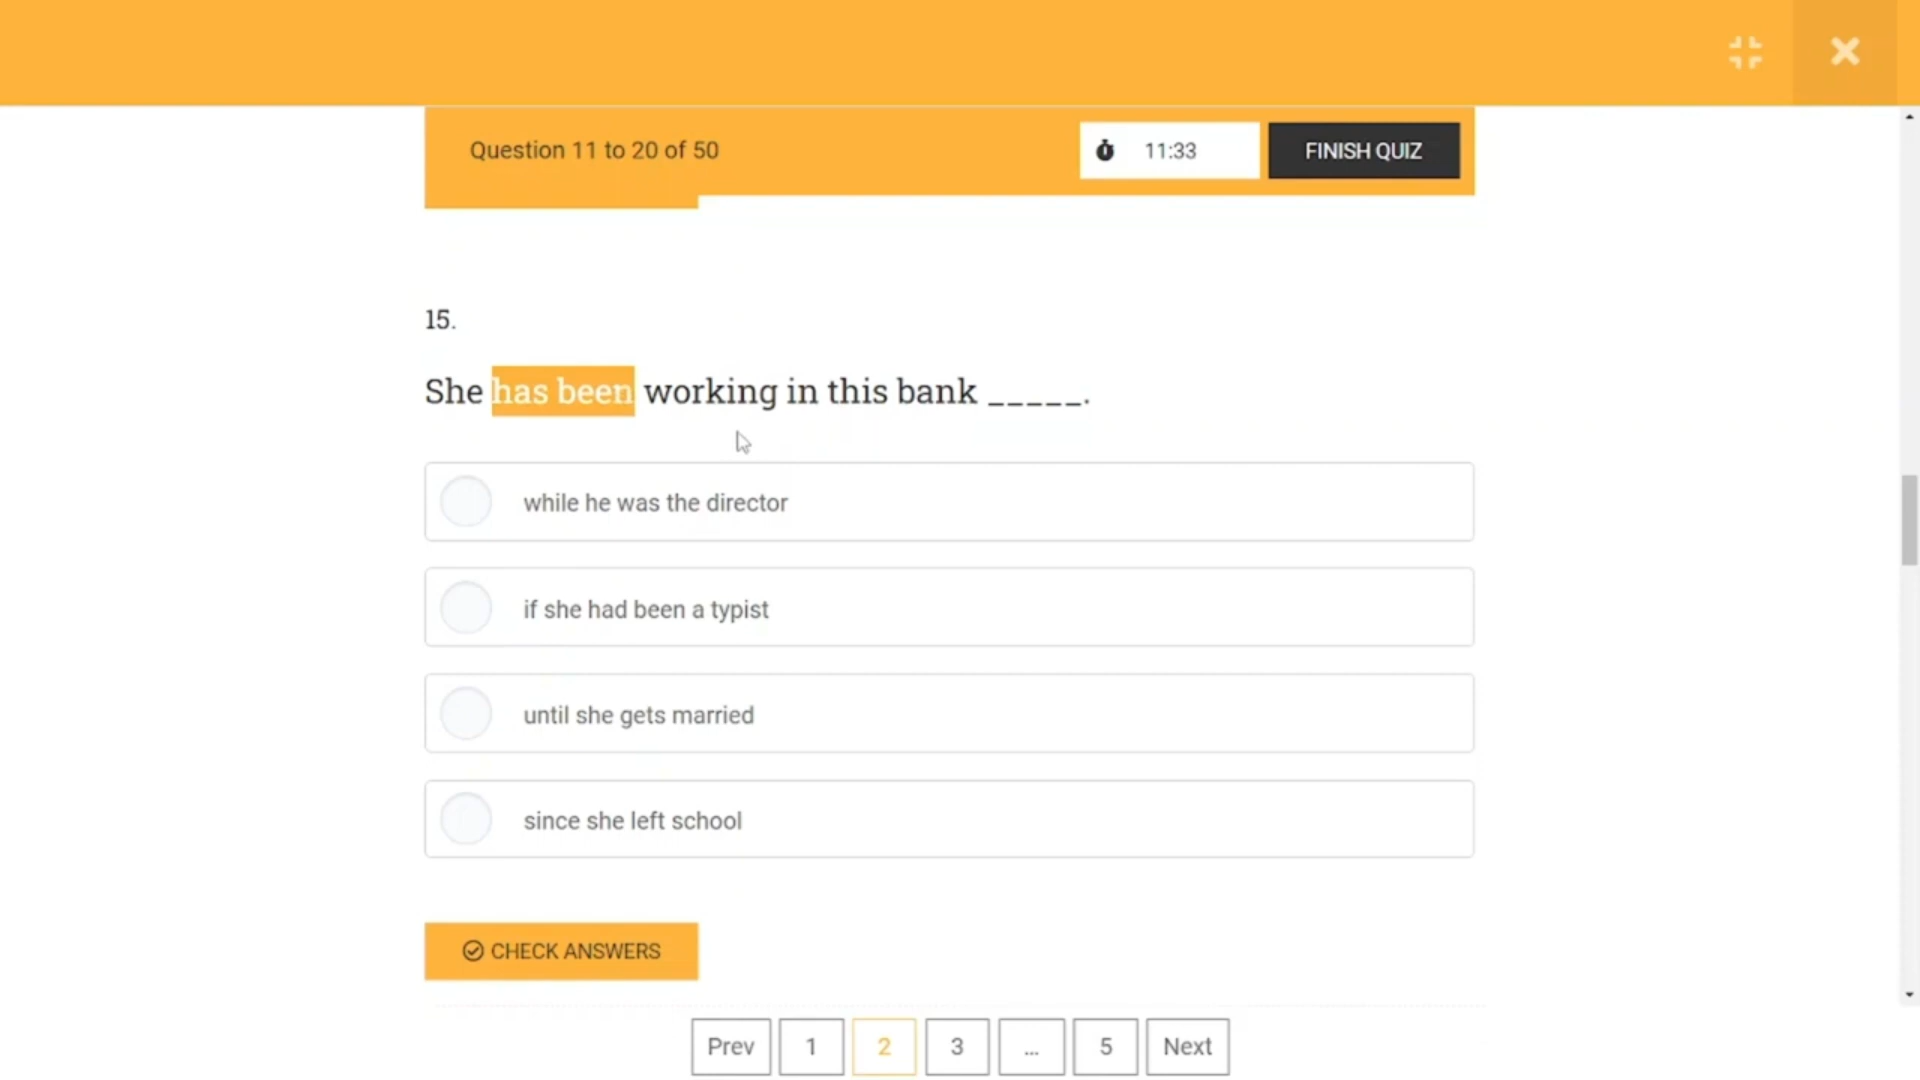 Question 11 to 20 of 50
11:33
FINISH QUIZ
15.
She has been working in this bank _____.
while he was the director
if she had been a typist
until she gets married
since she left school
CHECK ANSWERS
Prev 1 2 3 ... 5 Next